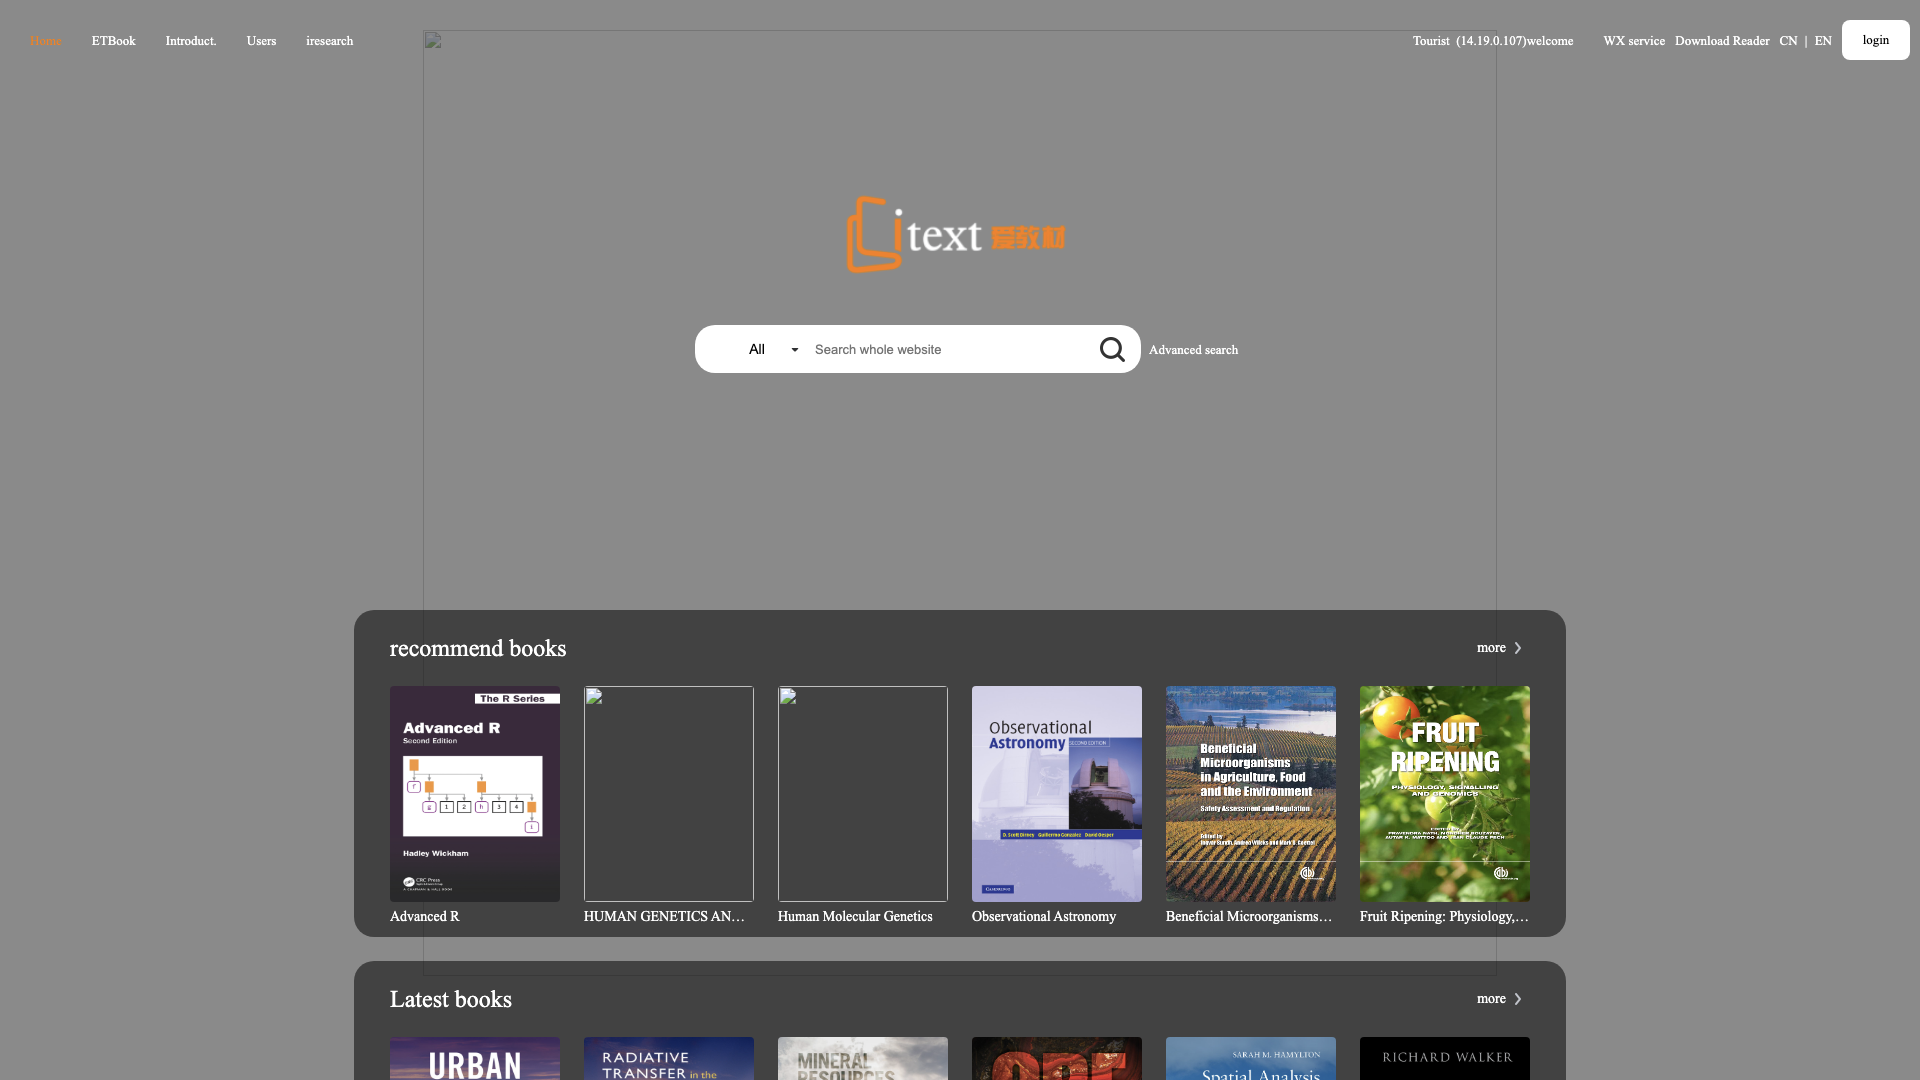 Home
ETBook
Introduct.
Users
iresearch
Tourist (14.19.0.107)welcome
WX service
Download Reader
CN | EN
login
itext 爱教材
All
Search whole website
Advanced search
recommend books
more
The R Series
Advanced R
Second Edition
f
g 1 2 h 3 4
i
Hadley Wickham
CRC Press
Observational
Astronomy SECOND EDITION
D. Scott Birney Guillermo Gonzalez David Oesper
CAMBRIDGE
Beneficial
Microorganisms
in Agriculture, Food
and the Environment
Safety Assessment and Regulation
FRUIT
RIPENING
PHYSIOLOGY, SIGNALLING
AND GENOMICS
Advanced R
HUMAN GENETICS AN...
Human Molecular Genetics
Observational Astronomy
Beneficial Microorganisms...
Fruit Ripening: Physiology,...
Latest books
more
URBAN
RADIATIVE
TRANSFER in the
MINERAL
RESOURCES
SARAH M. HAMYLTON
Spatial Analysis
RICHARD WALKER